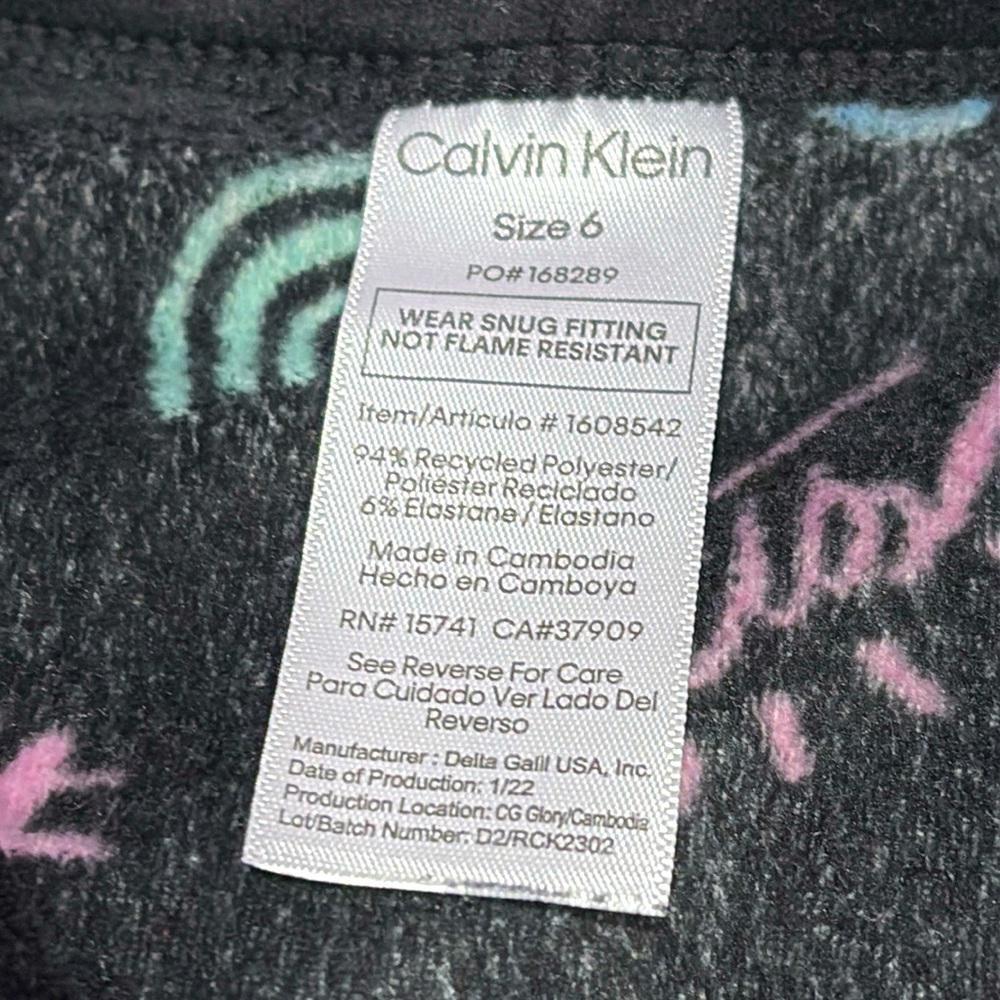 Calvin Klein
Size 6
PO# 168289
WEAR SNUG FITTING
NOT FLAME RESISTANT
Item/Artículo # 1608542
94% Recycled Polyester/
Poliéster Reciclado
6% Elastane / Elastano
Made in Cambodia
Hecho en Camboya
RN# 15741 CA#37909
See Reverse For Care
Para Cuidado Ver Lado Del
Reverso
Manufacturer : Delta Galil USA, Inc.
Date of Production: 1/22
Production Location: CG Glory/Cambodia
Lot/Batch Number: D2/RCK2302